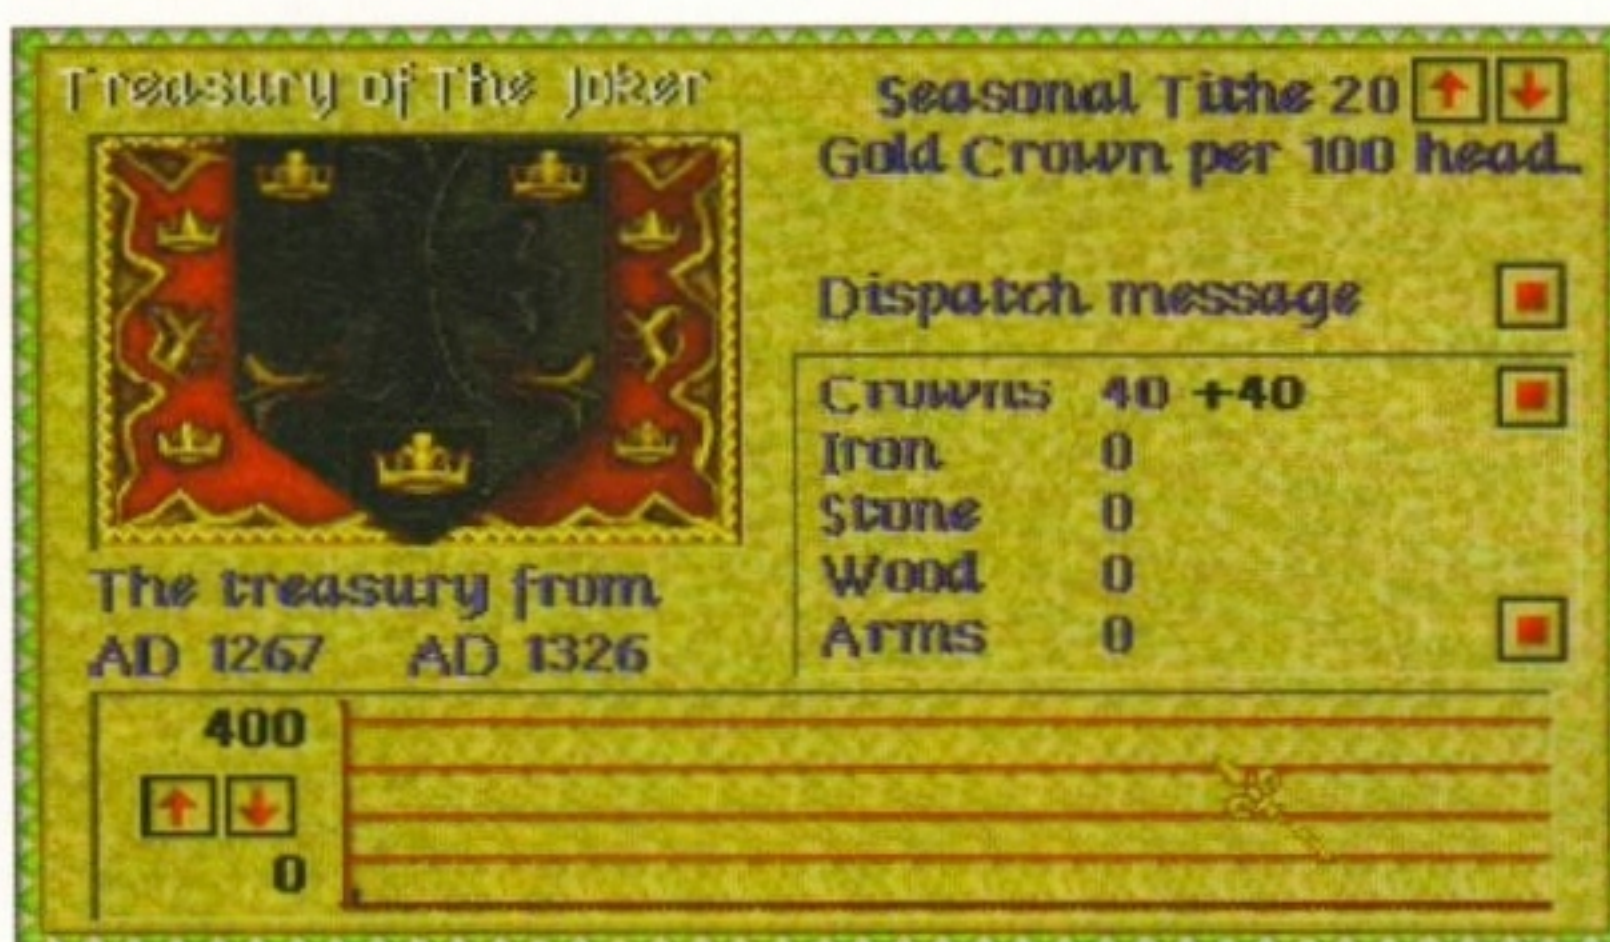 Treasury of The Joker
Seasonal Tithe 20
Gold Crown per 100 head.
Dispatch message
Crowns 40 +40
Iron 0
Stone 0
Wood 0
Arms 0
The treasury from
AD 1267 AD 1326
400
0